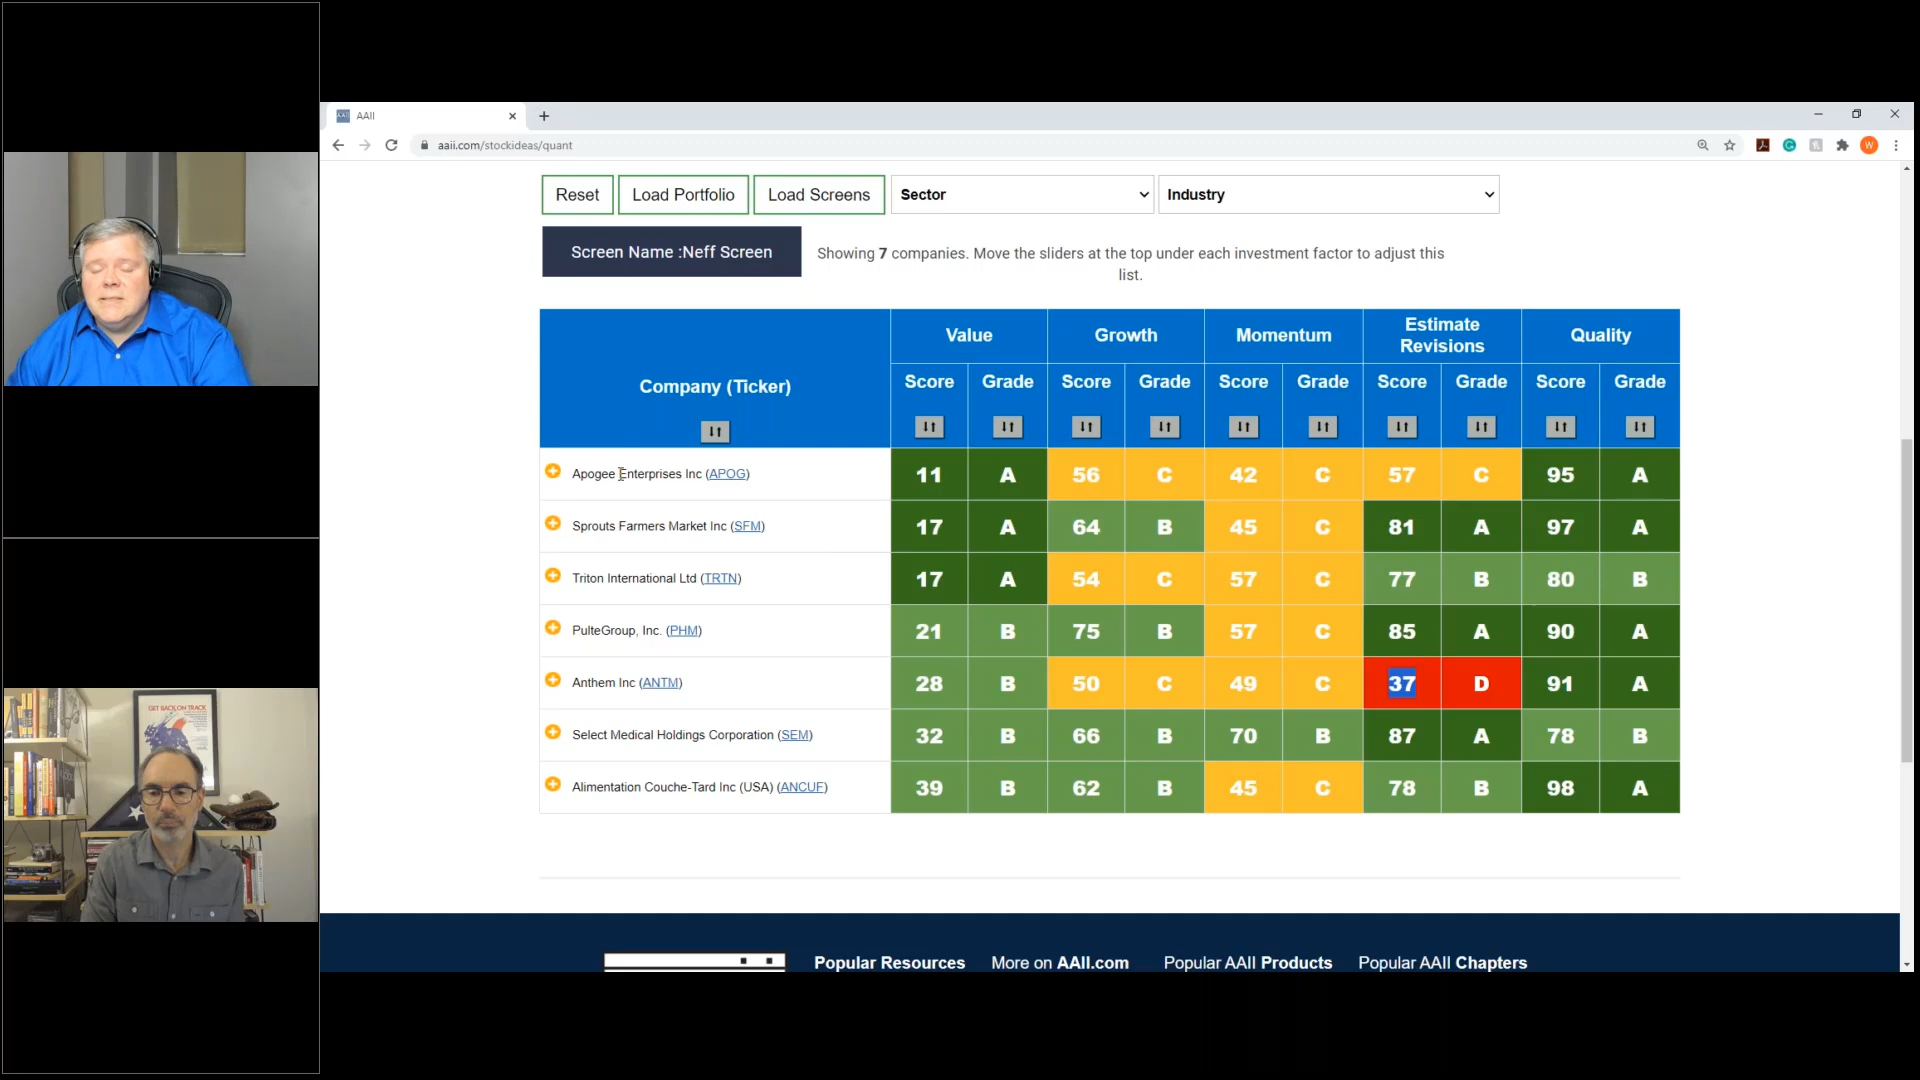 AAII
aaii.com/stockideas/quant
W
Reset Load Portfolio Load Screens Sector Industry
Screen Name :Neff Screen
Showing 7 companies. Move the sliders at the top under each investment factor to adjust this
list.
Company (Ticker) Value Growth Momentum Estimate Revisions Quality
Score Grade Score Grade Score Grade Score Grade Score Grade
Apogee Enterprises Inc (APOG) 11 A 56 C 42 C 57 C 95 A
Sprouts Farmers Market Inc (SFM) 17 A 64 B 45 C 81 A 97 A
Triton International Ltd (TRTN) 17 A 54 C 57 C 77 B 80 B
PulteGroup, Inc. (PHM) 21 B 75 B 57 C 85 A 90 A
Anthem Inc (ANTM) 28 B 50 C 49 C 37 D 91 A
Select Medical Holdings Corporation (SEM) 32 B 66 B 70 B 87 A 78 B
Alimentation Couche-Tard Inc (USA) (ANCUF) 39 B 62 B 45 C 78 B 98 A
Popular Resources More on AAII.com Popular AAII Products Popular AAII Chapters
GET BACK ON TRACK